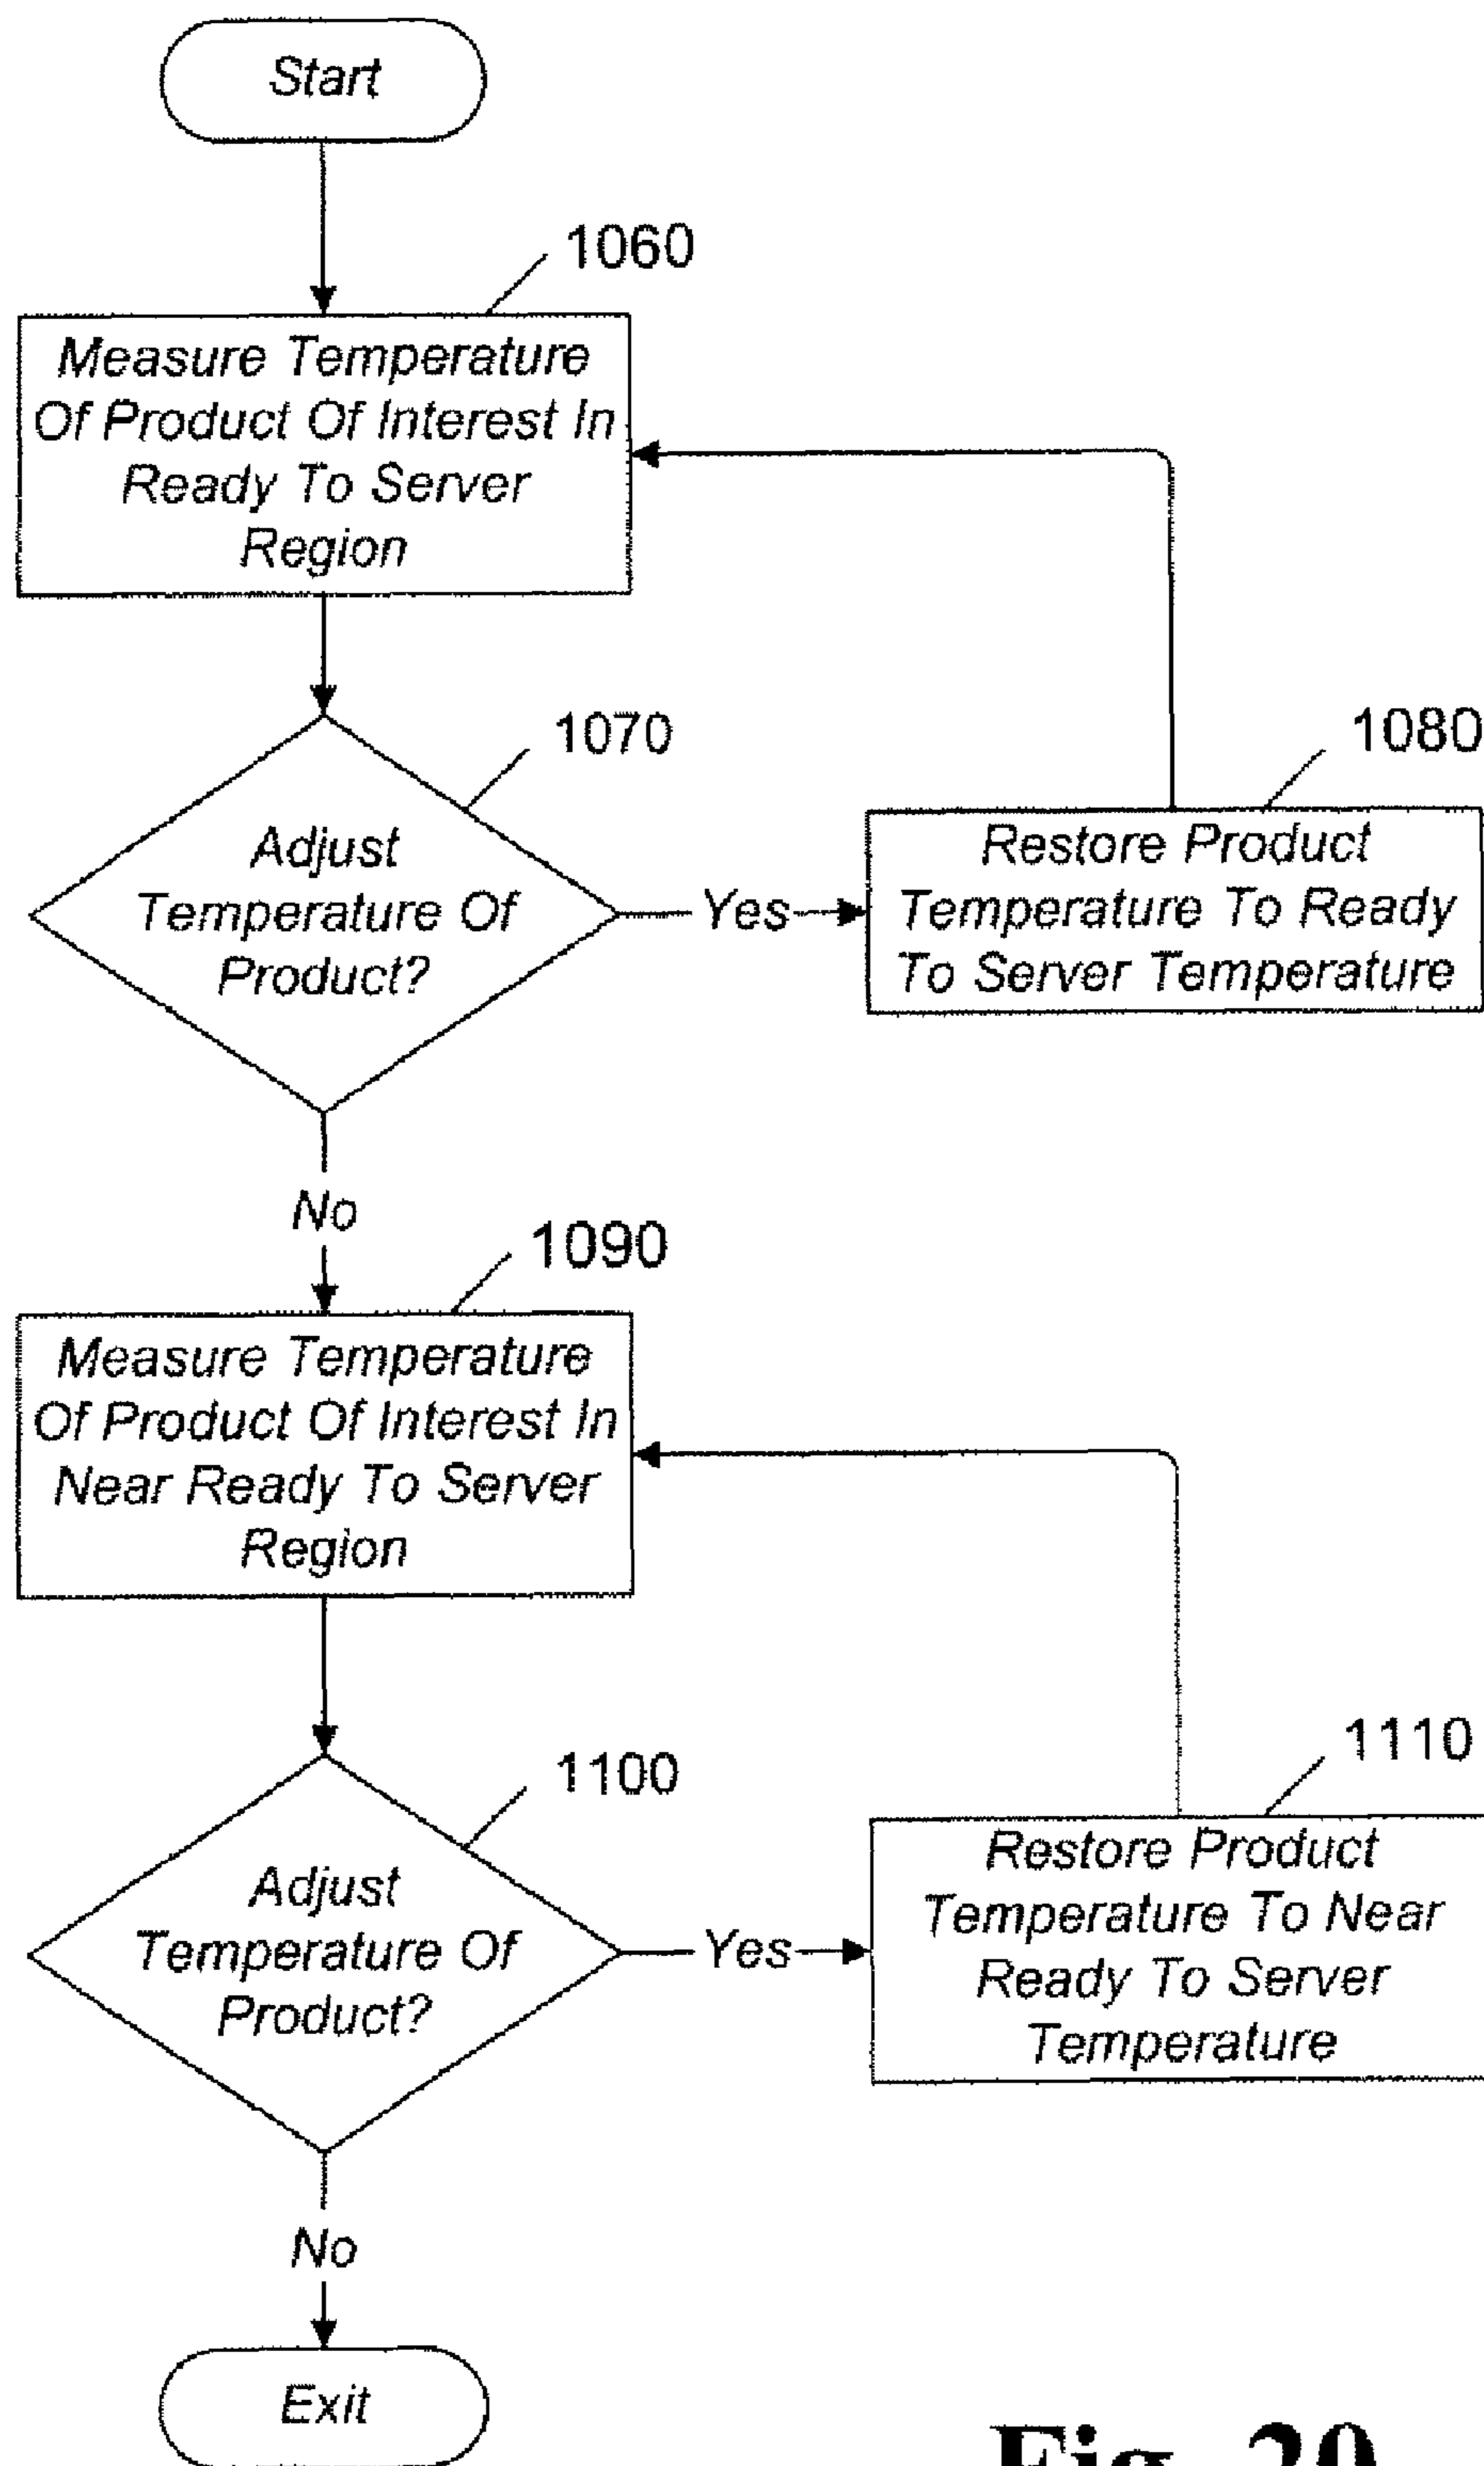 Start
1060
Measure Temperature
Of Product Of Interest In
Ready To Server
Region
1070
Adjust
Temperature Of
Product?
Yes
1080
Restore Product
Temperature To Ready
To Server Temperature
No
1090
Measure Temperature
Of Product Of Interest In
Near Ready To Server
Region
1100
Adjust
Temperature Of
Product?
Yes
1110
Restore Product
Temperature To Near
Ready To Server
Temperature
No
Exit
Fig. 20